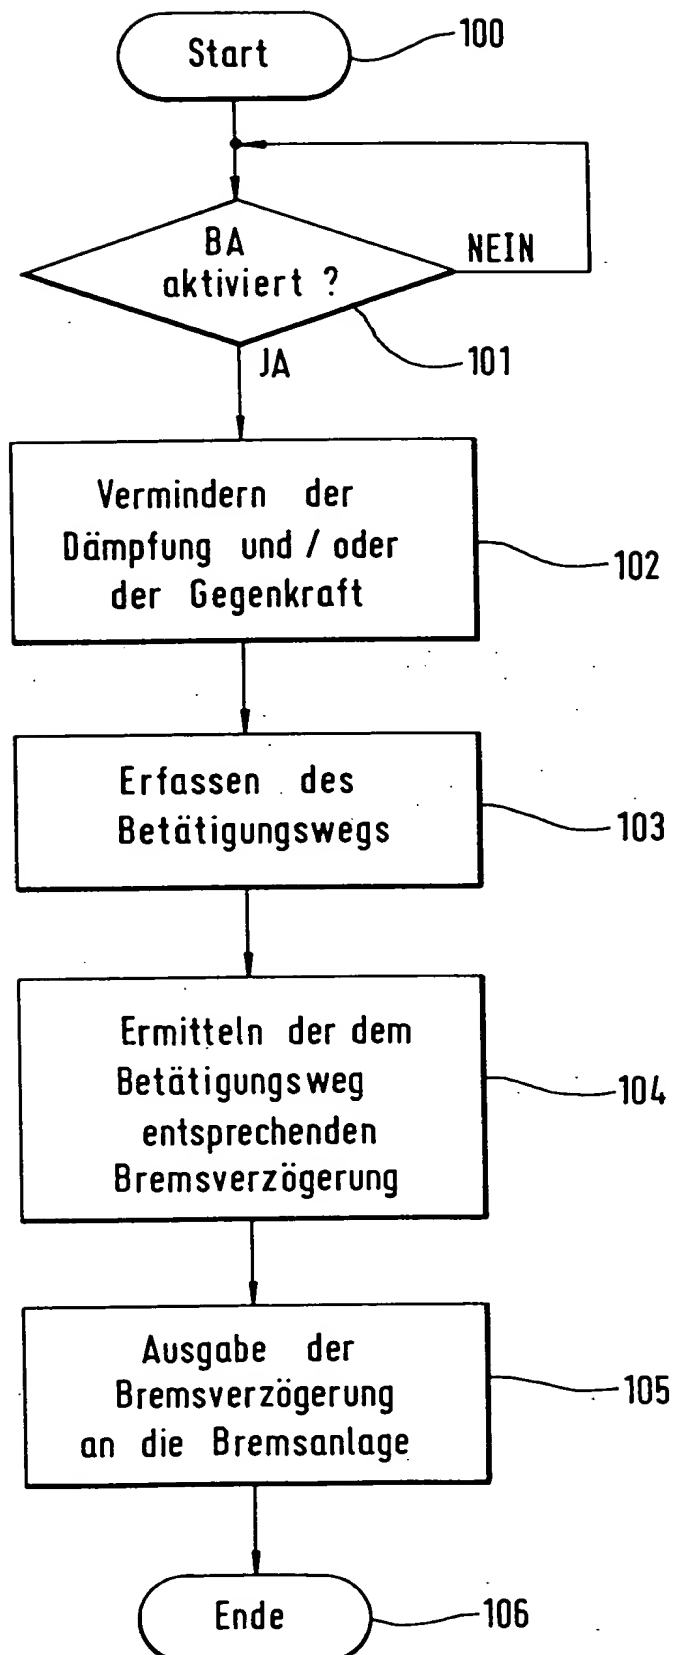 Start
100
BA
aktiviert ?
NEIN
101
JA
Vermindern der
Dämpfung und / oder
der Gegenkraft
102
Erfassen des
Betätigungswegs
103
Ermitteln der dem
Betätigungsweg
entsprechenden
Bremsverzögerung
104
Ausgabe der
Bremsverzögerung
an die Bremsanlage
105
Ende
106